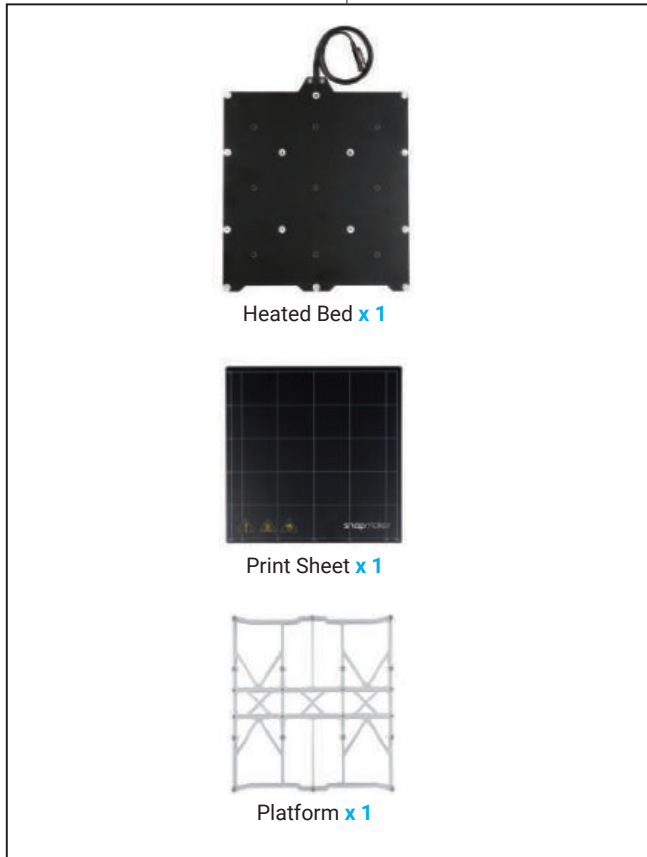 Heated Bed x 1
snapmaker
Print Sheet x 1
Platform x 1